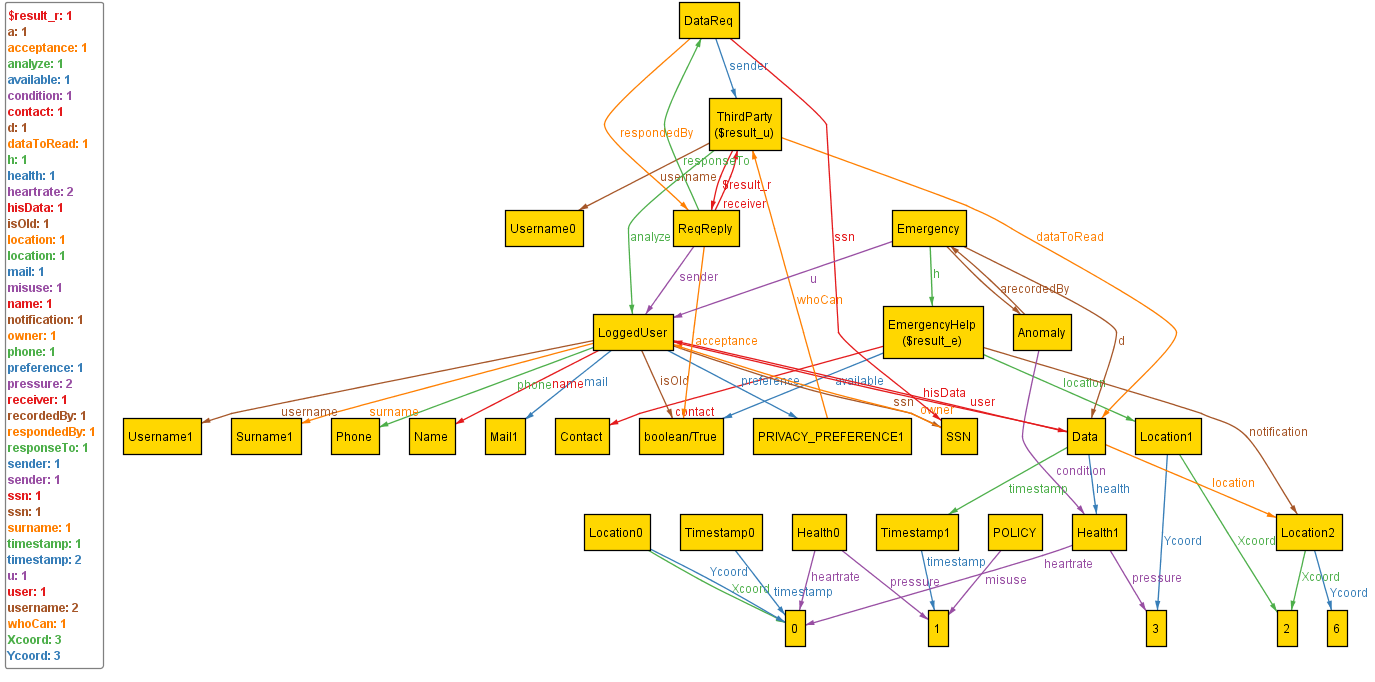 $result_r: 1
a: 1
acceptance: 1
analyze: 1
available: 1
condition: 1
contact: 1
d: 1
dataToRead: 1
h: 1
health: 1
heartrate: 2
hisData: 1
isOld: 1
location: 1
location: 1
mail: 1
misuse: 1
name: 1
notification: 1
owner: 1
phone: 1
preference: 1
pressure: 2
receiver: 1
recordedBy: 1
respondedBy: 1
responseTo: 1
sender: 1
sender: 1
ssn: 1
ssn: 1
surname: 1
timestamp: 1
timestamp: 2
u: 1
user: 1
username: 2
whoCan: 1
Xcoord: 3
Ycoord: 3
DataReq
sender
ThirdParty
($result_u)
respondedBy
responseTo
username
$result_r
receiver
ssn
dataToRead
Username0
ReqReply
Emergency
analyze
sender
u
h
arecordedBy
whoCan
LoggedUser
EmergencyHelp
($result_e)
Anomaly
acceptance
d
username
surname
phone
name
mail
isOld
contact
preference
available
ssn
owner
hisData
user
location
notification
Username1
Surname1
Phone
Name
Mail1
Contact
boolean/True
PRIVACY_PREFERENCE1
SSN
Data
Location1
condition
timestamp
health
location
Location0
Timestamp0
Health0
Timestamp1
POLICY
Health1
Location2
Ycoord
Xcoord
timestamp
heartrate
pressure
timestamp
misuse
heartrate
pressure
Ycoord
Xcoord
Xcoord
Ycoord
0
1
3
2
6